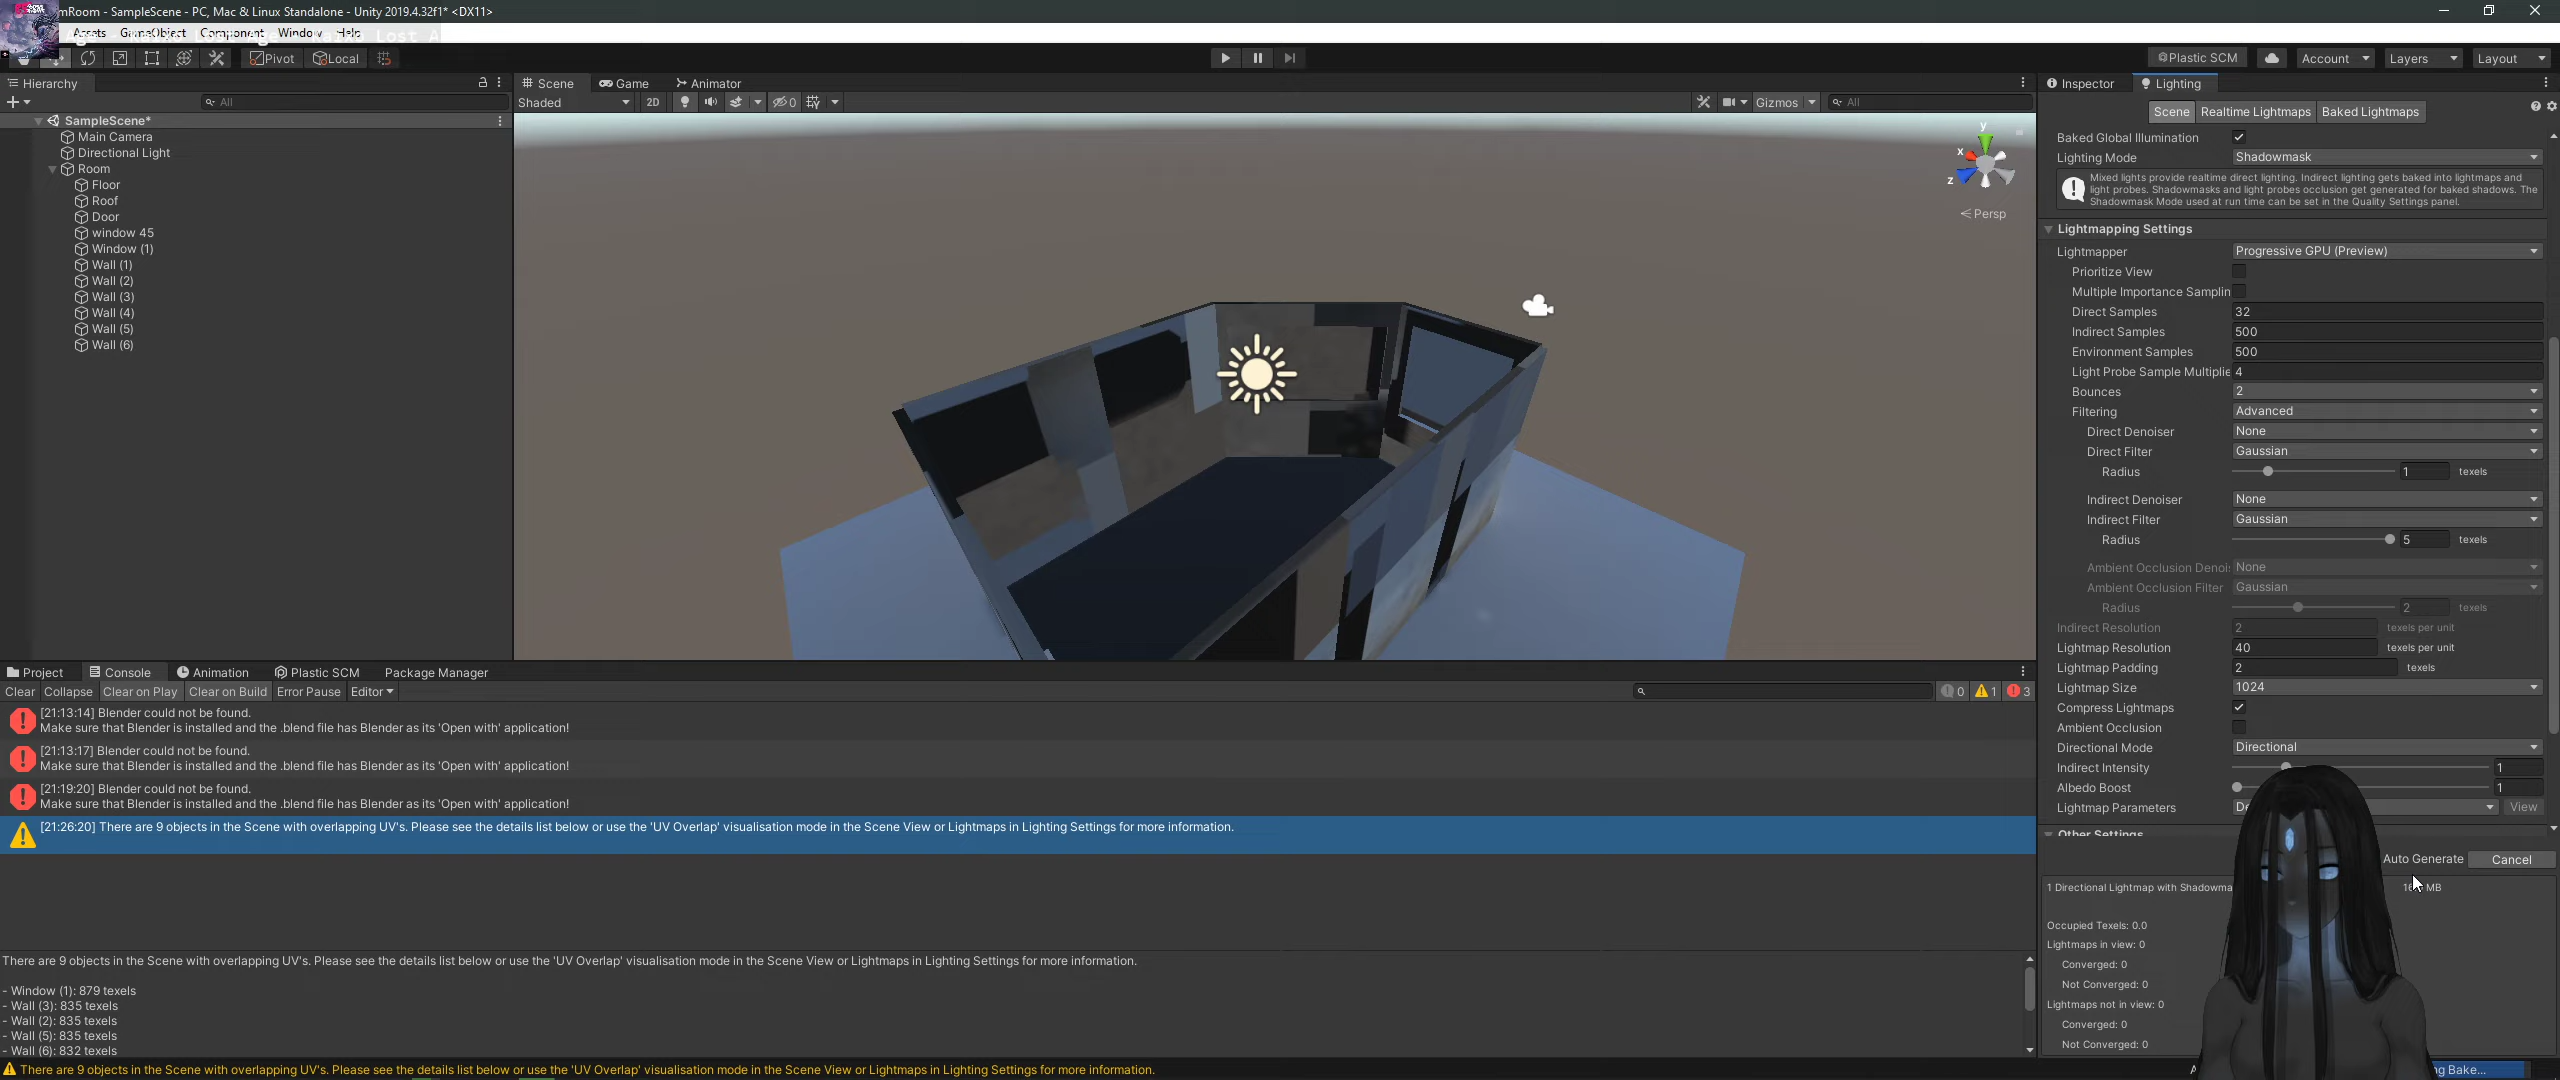 mRoom - SampleScene - PC, Mac & Linux Standalone - Unity 2019.4.32f1* <DX11>
Assets GameObject Component Window Help
Pivot Local
Plastic SCM Account Layers Layout
Hierarchy
All
SampleScene*
Main Camera
Directional Light
Room
Floor
Roof
Door
window 45
Window (1)
Wall (1)
Wall (2)
Wall (3)
Wall (4)
Wall (5)
Wall (6)
Scene Game Animator
Shaded 2D 0 Gizmos All
y
x
z
Persp
Inspector Lighting
Scene Realtime Lightmaps Baked Lightmaps
Baked Global Illumination
Lighting Mode Shadowmask
Mixed lights provide realtime direct lighting. Indirect lighting gets baked into lightmaps and
light probes. Shadowmasks and light probes occlusion get generated for baked shadows. The
Shadowmask Mode used at run time can be set in the Quality Settings panel.
Lightmapping Settings
Lightmapper Progressive GPU (Preview)
Prioritize View
Multiple Importance Samplin
Direct Samples 32
Indirect Samples 500
Environment Samples 500
Light Probe Sample Multiplie 4
Bounces 2
Filtering Advanced
Direct Denoiser None
Direct Filter Gaussian
Radius 1 texels
Indirect Denoiser None
Indirect Filter Gaussian
Radius 5 texels
Ambient Occlusion Denoi None
Ambient Occlusion Filter Gaussian
Radius 2 texels
Indirect Resolution 2 texels per unit
Lightmap Resolution 40 texels per unit
Lightmap Padding 2 texels
Lightmap Size 1024
Compress Lightmaps
Ambient Occlusion
Directional Mode Directional
Indirect Intensity 1
Albedo Boost 1
Lightmap Parameters De View
Other Settings
Auto Generate Cancel
1 Directional Lightmap with Shadowma MB
Occupied Texels: 0.0
Lightmaps in view: 0
Converged: 0
Not Converged: 0
Lightmaps not in view: 0
Converged: 0
Not Converged: 0
ng Bake...
Project Console Animation Plastic SCM Package Manager
Clear Collapse Clear on Play Clear on Build Error Pause Editor 0 1 3
[21:13:14] Blender could not be found.
Make sure that Blender is installed and the .blend file has Blender as its 'Open with' application!
[21:13:17] Blender could not be found.
Make sure that Blender is installed and the .blend file has Blender as its 'Open with' application!
[21:19:20] Blender could not be found.
Make sure that Blender is installed and the .blend file has Blender as its 'Open with' application!
[21:26:20] There are 9 objects in the Scene with overlapping UV's. Please see the details list below or use the 'UV Overlap' visualisation mode in the Scene View or Lightmaps in Lighting Settings for more information.
There are 9 objects in the Scene with overlapping UV's. Please see the details list below or use the 'UV Overlap' visualisation mode in the Scene View or Lightmaps in Lighting Settings for more information.
- Window (1): 879 texels
- Wall (3): 835 texels
- Wall (2): 835 texels
- Wall (5): 835 texels
- Wall (6): 832 texels
There are 9 objects in the Scene with overlapping UV's. Please see the details list below or use the 'UV Overlap' visualisation mode in the Scene View or Lightmaps in Lighting Settings for more information.